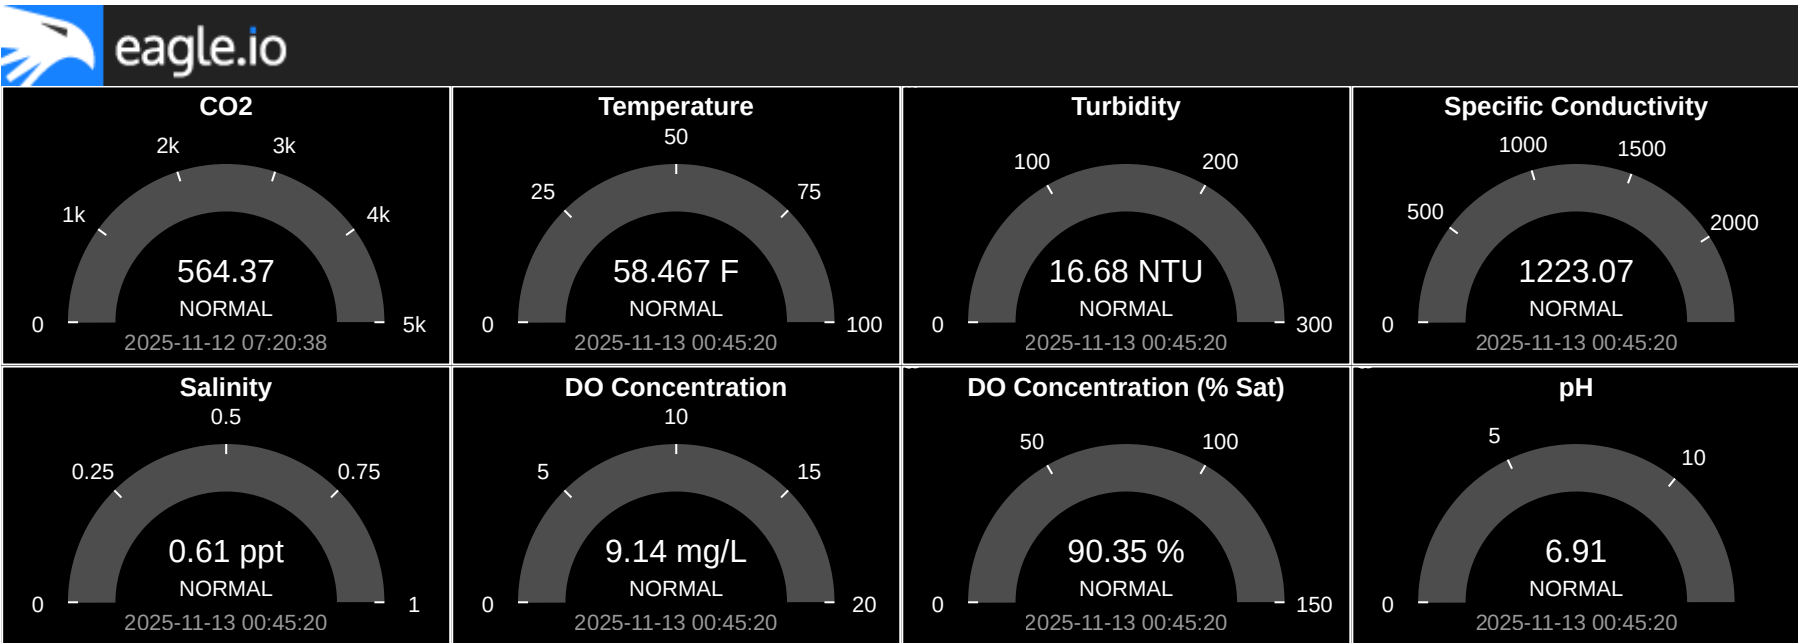 eagle.io
CO2
2k
3k
1k
4k
564.37
NORMAL
0
5k
2025-11-12 07:20:38
Temperature
50
25
75
58.467 F
NORMAL
0
100
2025-11-13 00:45:20
Turbidity
100
200
16.68 NTU
NORMAL
0
300
2025-11-13 00:45:20
Specific Conductivity
1000
1500
500
2000
1223.07
NORMAL
0
2025-11-13 00:45:20
Salinity
0.5
0.25
0.75
0.61 ppt
NORMAL
0
1
2025-11-13 00:45:20
DO Concentration
10
5
15
9.14 mg/L
NORMAL
0
20
2025-11-13 00:45:20
DO Concentration (% Sat)
50
100
90.35 %
NORMAL
0
150
2025-11-13 00:45:20
pH
5
10
6.91
NORMAL
0
2025-11-13 00:45:20